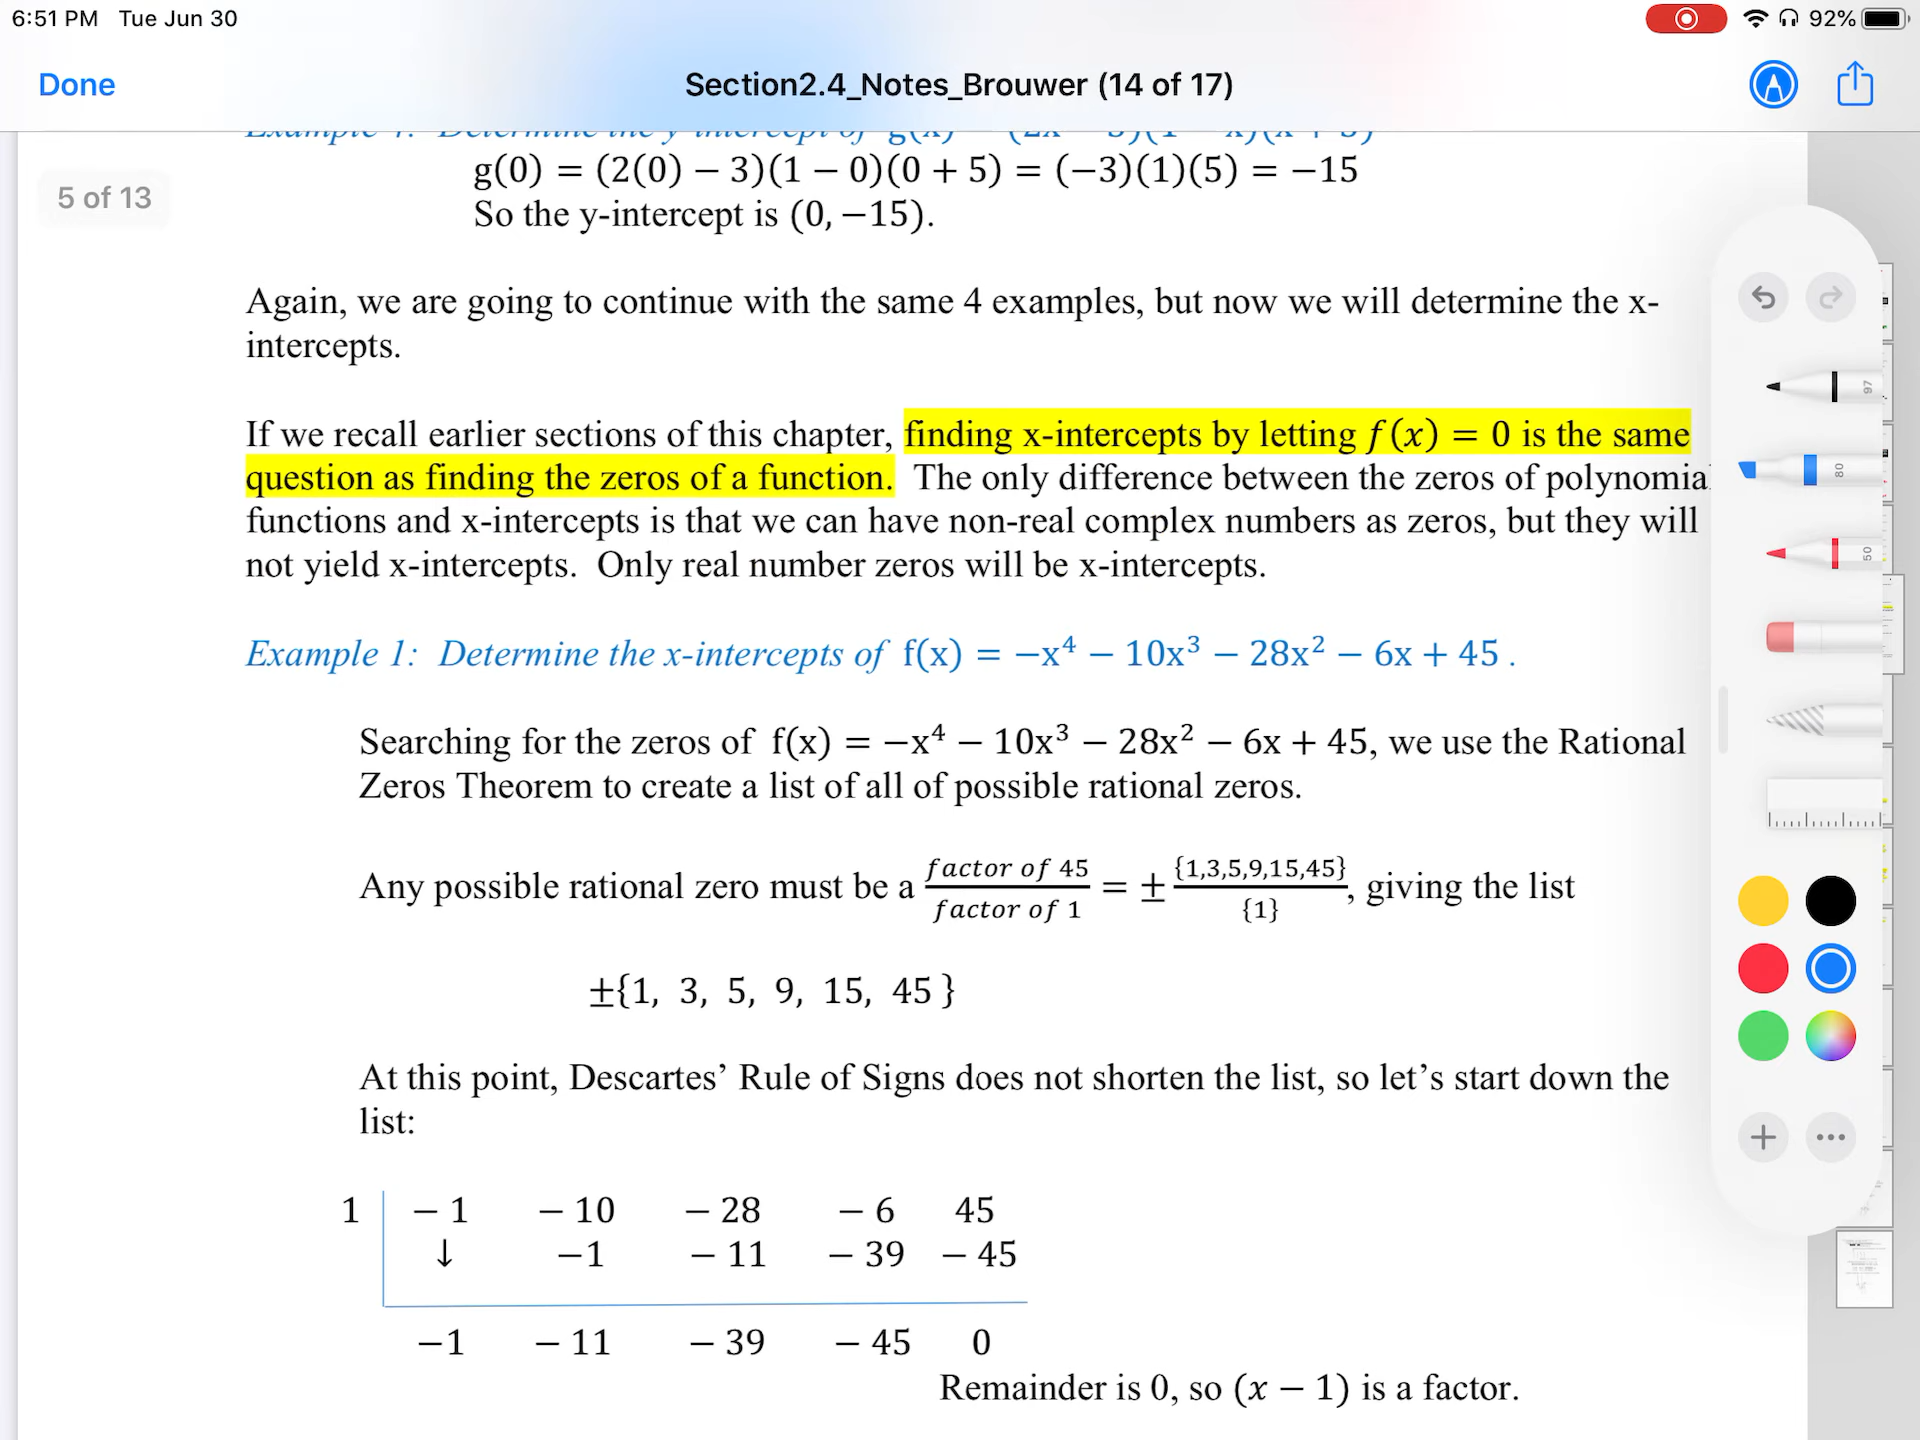 6:51 PM Tue Jun 30
92%
Done
Section2.4_Notes_Brouwer (14 of 17)
5 of 13
g(0) = (2(0) − 3)(1 − 0)(0 + 5) = (−3)(1)(5) = −15
So the y-intercept is (0, −15).
Again, we are going to continue with the same 4 examples, but now we will determine the x-
intercepts.
If we recall earlier sections of this chapter, finding x-intercepts by letting f(x) = 0 is the same
question as finding the zeros of a function. The only difference between the zeros of polynomia
functions and x-intercepts is that we can have non-real complex numbers as zeros, but they will
not yield x-intercepts. Only real number zeros will be x-intercepts.
Example 1: Determine the x-intercepts of f(x) = −x⁴ − 10x³ − 28x² − 6x + 45 .
Searching for the zeros of f(x) = −x⁴ − 10x³ − 28x² − 6x + 45, we use the Rational
Zeros Theorem to create a list of all of possible rational zeros.
Any possible rational zero must be a factor of 45 / factor of 1 = ± {1,3,5,9,15,45} / {1}, giving the list
±{1, 3, 5, 9, 15, 45 }
At this point, Descartes’ Rule of Signs does not shorten the list, so let’s start down the
list:
1 − 1 − 10 − 28 − 6 45
↓ −1 − 11 − 39 − 45
−1 − 11 − 39 − 45 0
Remainder is 0, so (x − 1) is a factor.
97
80
50